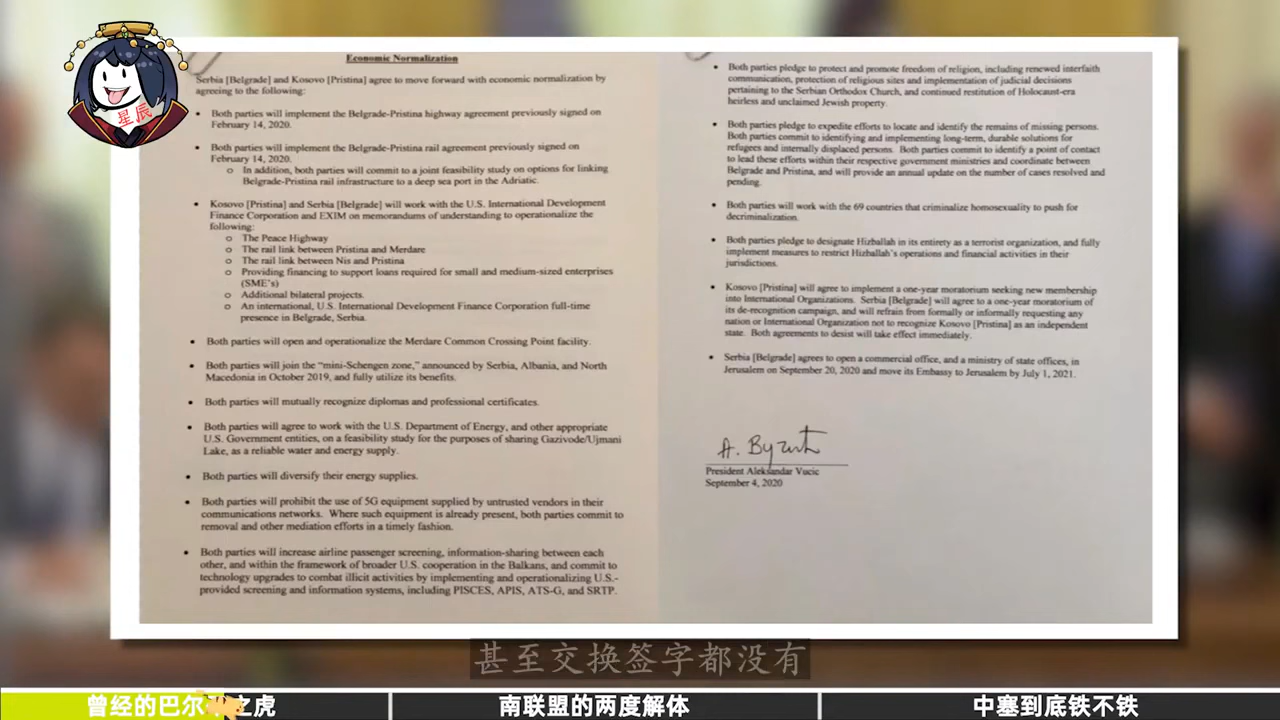 星辰
Economic Normalization
Serbia [Belgrade] and Kosovo [Pristina] agree to move forward with economic normalization by
agreeing to the following:
• Both parties will implement the Belgrade-Pristina highway agreement previously signed on
February 14, 2020.
• Both parties will implement the Belgrade-Pristina rail agreement previously signed on
February 14, 2020.
o In addition, both parties will commit to a joint feasibility study on options for linking
Belgrade-Pristina rail infrastructure to a deep sea port in the Adriatic.
• Kosovo [Pristina] and Serbia [Belgrade] will work with the U.S. International Development
Finance Corporation and EXIM on memorandums of understanding to operationalize the
following:
o The Peace Highway
o The rail link between Pristina and Merdare
o The rail link between Nis and Pristina
o Providing financing to support loans required for small and medium-sized enterprises
(SME's)
o Additional bilateral projects.
o An international, U.S. International Development Finance Corporation full-time
presence in Belgrade, Serbia.
• Both parties will open and operationalize the Merdare Common Crossing Point facility.
• Both parties will join the "mini-Schengen zone," announced by Serbia, Albania, and North
Macedonia in October 2019, and fully utilize its benefits.
• Both parties will mutually recognize diplomas and professional certificates.
• Both parties will agree to work with the U.S. Department of Energy, and other appropriate
U.S. Government entities, on a feasibility study for the purposes of sharing Gazivode/Ujmani
Lake, as a reliable water and energy supply.
• Both parties will diversify their energy supplies.
• Both parties will prohibit the use of 5G equipment supplied by untrusted vendors in their
communications networks. Where such equipment is already present, both parties commit to
removal and other mediation efforts in a timely fashion.
• Both parties will increase airline passenger screening, information-sharing between each
other, and within the framework of broader U.S. cooperation in the Balkans, and commit to
technology upgrades to combat illicit activities by implementing and operationalizing U.S.-
provided screening and information systems, including PISCES, APIS, ATS-G, and SRTP.
• Both parties pledge to protect and promote freedom of religion, including renewed interfaith
communication, protection of religious sites and implementation of judicial decisions
pertaining to the Serbian Orthodox Church, and continued restitution of Holocaust-era
heirless and unclaimed Jewish property.
• Both parties pledge to expedite efforts to locate and identify the remains of missing persons.
Both parties commit to identifying and implementing long-term, durable solutions for
refugees and internally displaced persons. Both parties commit to identify a point of contact
to lead these efforts within their respective government ministries and coordinate between
Belgrade and Pristina, and will provide an annual update on the number of cases resolved and
pending.
• Both parties will work with the 69 countries that criminalize homosexuality to push for
decriminalization.
• Both parties pledge to designate Hizballah in its entirety as a terrorist organization, and fully
implement measures to restrict Hizballah's operations and financial activities in their
jurisdictions.
• Kosovo [Pristina] will agree to implement a one-year moratorium seeking new membership
into International Organizations. Serbia [Belgrade] will agree to a one-year moratorium of
its de-recognition campaign, and will refrain from formally or informally requesting any
nation or International Organization not to recognize Kosovo [Pristina] as an independent
state. Both agreements to desist will take effect immediately.
• Serbia [Belgrade] agrees to open a commercial office, and a ministry of state offices, in
Jerusalem on September 20, 2020 and move its Embassy to Jerusalem by July 1, 2021.
President Aleksandar Vucic
September 4, 2020
甚至交换签字都没有
曾经的巴尔之虎
南联盟的两度解体
中塞到底铁不铁